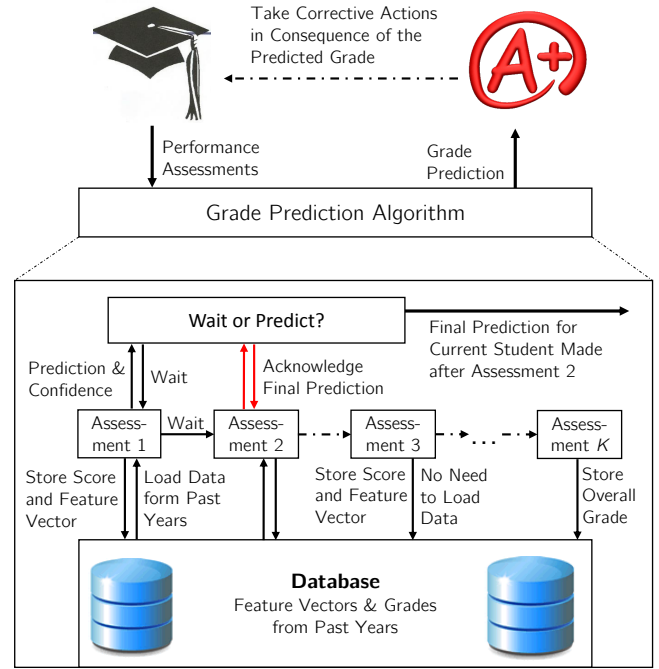 Take Corrective Actions
in Consequence of the
Predicted Grade
A+
Performance
Assessments
Grade
Prediction
Grade Prediction Algorithm
Wait or Predict?
Final Prediction for
Current Student Made
after Assessment 2
Prediction &
Confidence
Wait
Acknowledge
Final Prediction
Assess-
ment 1
Wait
Assess-
ment 2
Assess-
ment 3
...
Assess-
ment K
Store Score
and Feature
Vector
Load Data
form Past
Years
Store Score
and Feature
Vector
No Need
to Load
Data
Store
Overall
Grade
Database
Feature Vectors & Grades
from Past Years